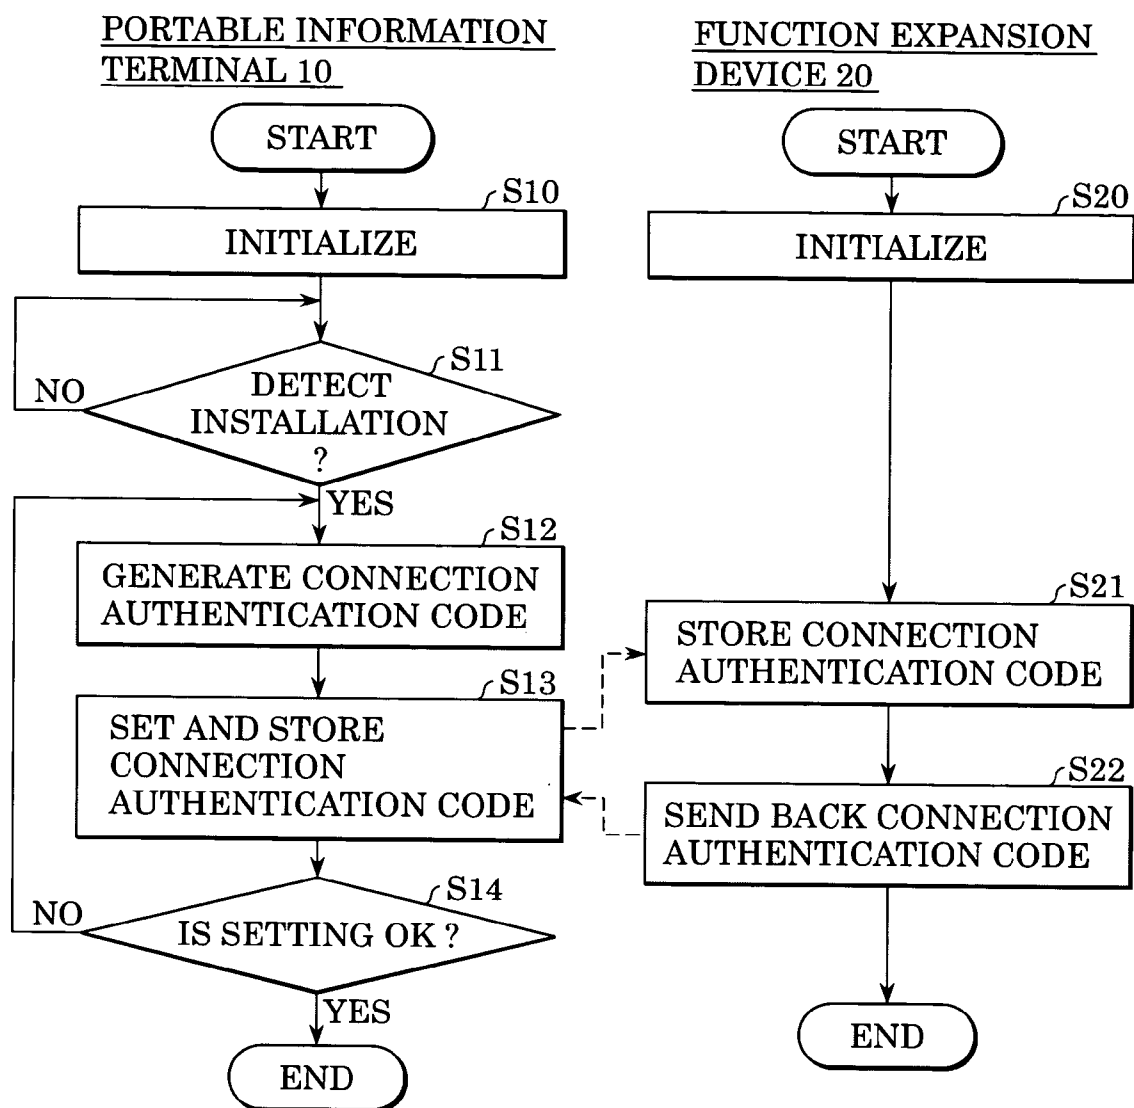 PORTABLE INFORMATION
TERMINAL 10
START
S10
INITIALIZE
S11
DETECT
INSTALLATION
?
NO
YES
S12
GENERATE CONNECTION
AUTHENTICATION CODE
S13
SET AND STORE
CONNECTION
AUTHENTICATION CODE
S14
IS SETTING OK ?
NO
YES
END
FUNCTION EXPANSION
DEVICE 20
START
S20
INITIALIZE
S21
STORE CONNECTION
AUTHENTICATION CODE
S22
SEND BACK CONNECTION
AUTHENTICATION CODE
END